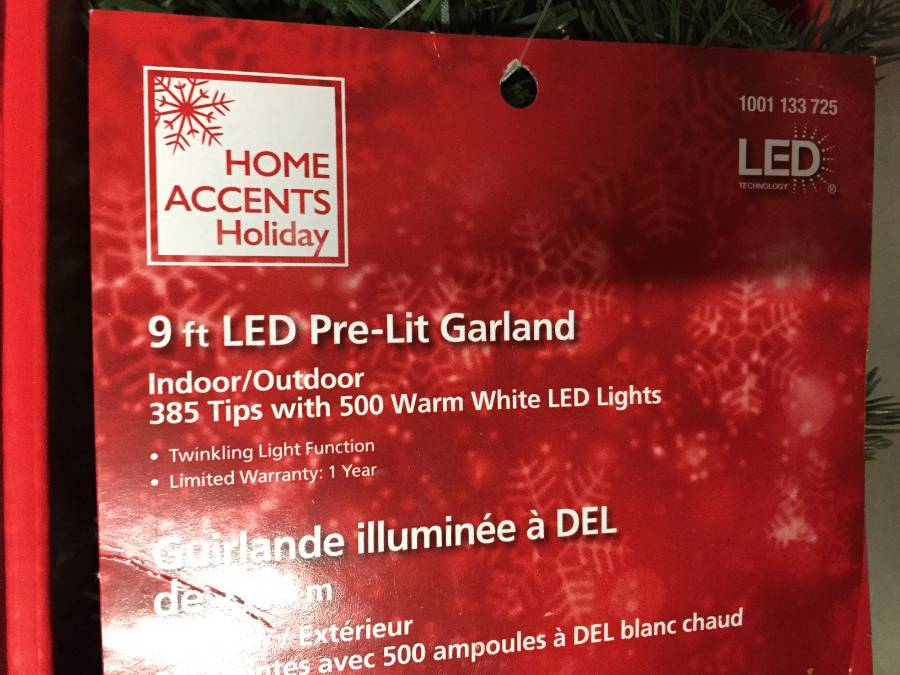 HOME
ACCENTS
Holiday
1001 133 725
LED
TECHNOLOGY ®
9 ft LED Pre-Lit Garland
Indoor/Outdoor
385 Tips with 500 Warm White LED Lights
• Twinkling Light Function
• Limited Warranty: 1 Year
Guirlande illuminée à DEL
de m
/ Extérieur
avec 500 ampoules à DEL blanc chaud